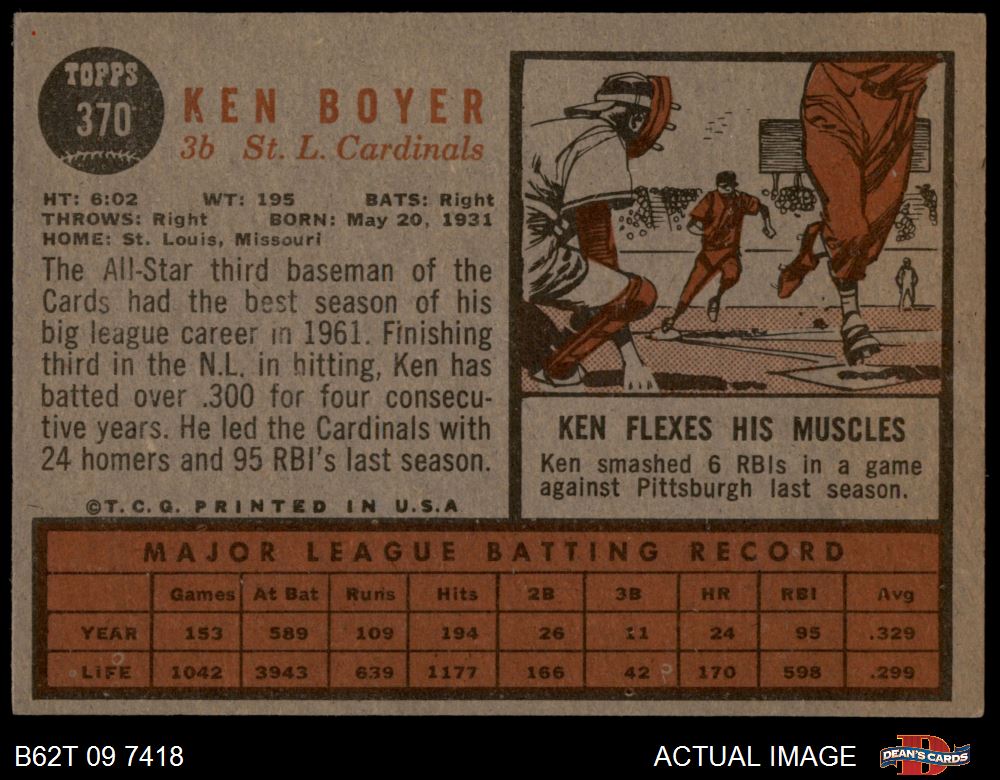 TOPPS
370
KEN BOYER
3b St. L. Cardinals
HT: 6:02 WT: 195 BATS: Right
THROWS: Right BORN: May 20, 1931
HOME: St. Louis, Missouri
The All-Star third baseman of the
Cards had the best season of his
big league career in 1961. Finishing
third in the N.L. in hitting, Ken has
batted over .300 for four consecu-
tive years. He led the Cardinals with
24 homers and 95 RBI's last season.
©T.C.G. PRINTED IN U.S.A
KEN FLEXES HIS MUSCLES
Ken smashed 6 RBIs in a game
against Pittsburgh last season.
MAJOR LEAGUE BATTING RECORD
Games At Bat Runs Hits 2B 3B HR RBI Avg
YEAR 153 589 109 194 26 11 24 95 .329
LIFE 1042 3943 639 1177 166 42 170 598 .299
B62T 09 7418 ACTUAL IMAGE DEAN'S CARDS